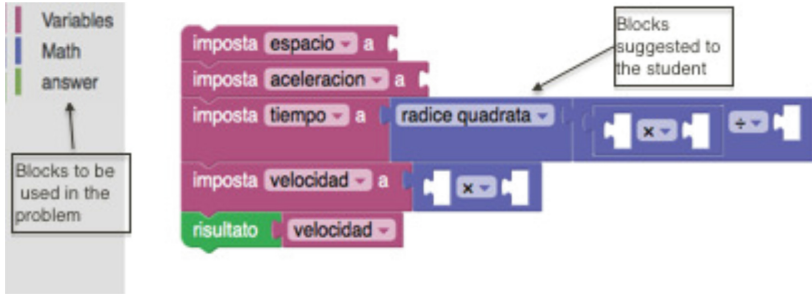 Variables
Math
answer
Blocks to be
used in the
problem
imposta espacio a
imposta aceleracion a
imposta tiempo a radice quadrata × ÷
imposta velocidad a ×
risultato velocidad
Blocks
suggested to
the student